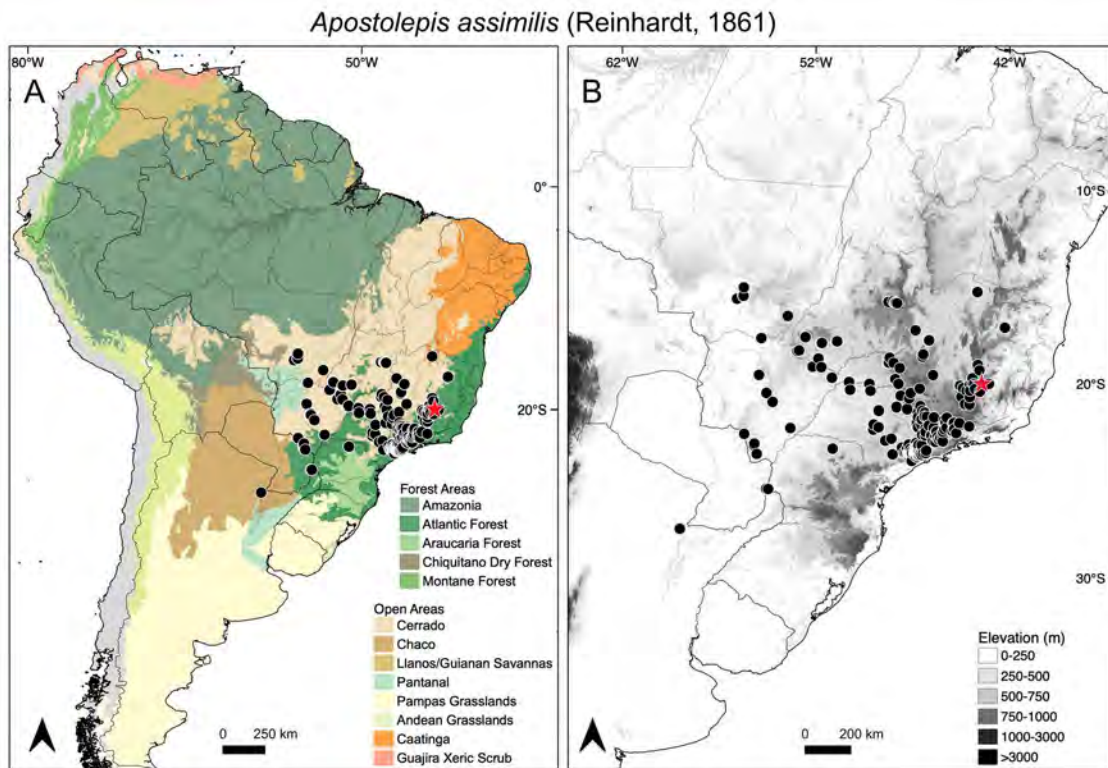 Apostolepis assimilis (Reinhardt, 1861)
A
80°W
50°W
0°
20°S
Forest Areas
Amazonia
Atlantic Forest
Araucaria Forest
Chiquitano Dry Forest
Montane Forest
Open Areas
Cerrado
Chaco
Llanos/Guianan Savannas
Pantanal
Pampas Grasslands
Andean Grasslands
Caatinga
Guajira Xeric Scrub
0 250 km
B
62°W
52°W
42°W
10°S
20°S
30°S
Elevation (m)
0-250
250-500
500-750
750-1000
1000-3000
>3000
0 200 km